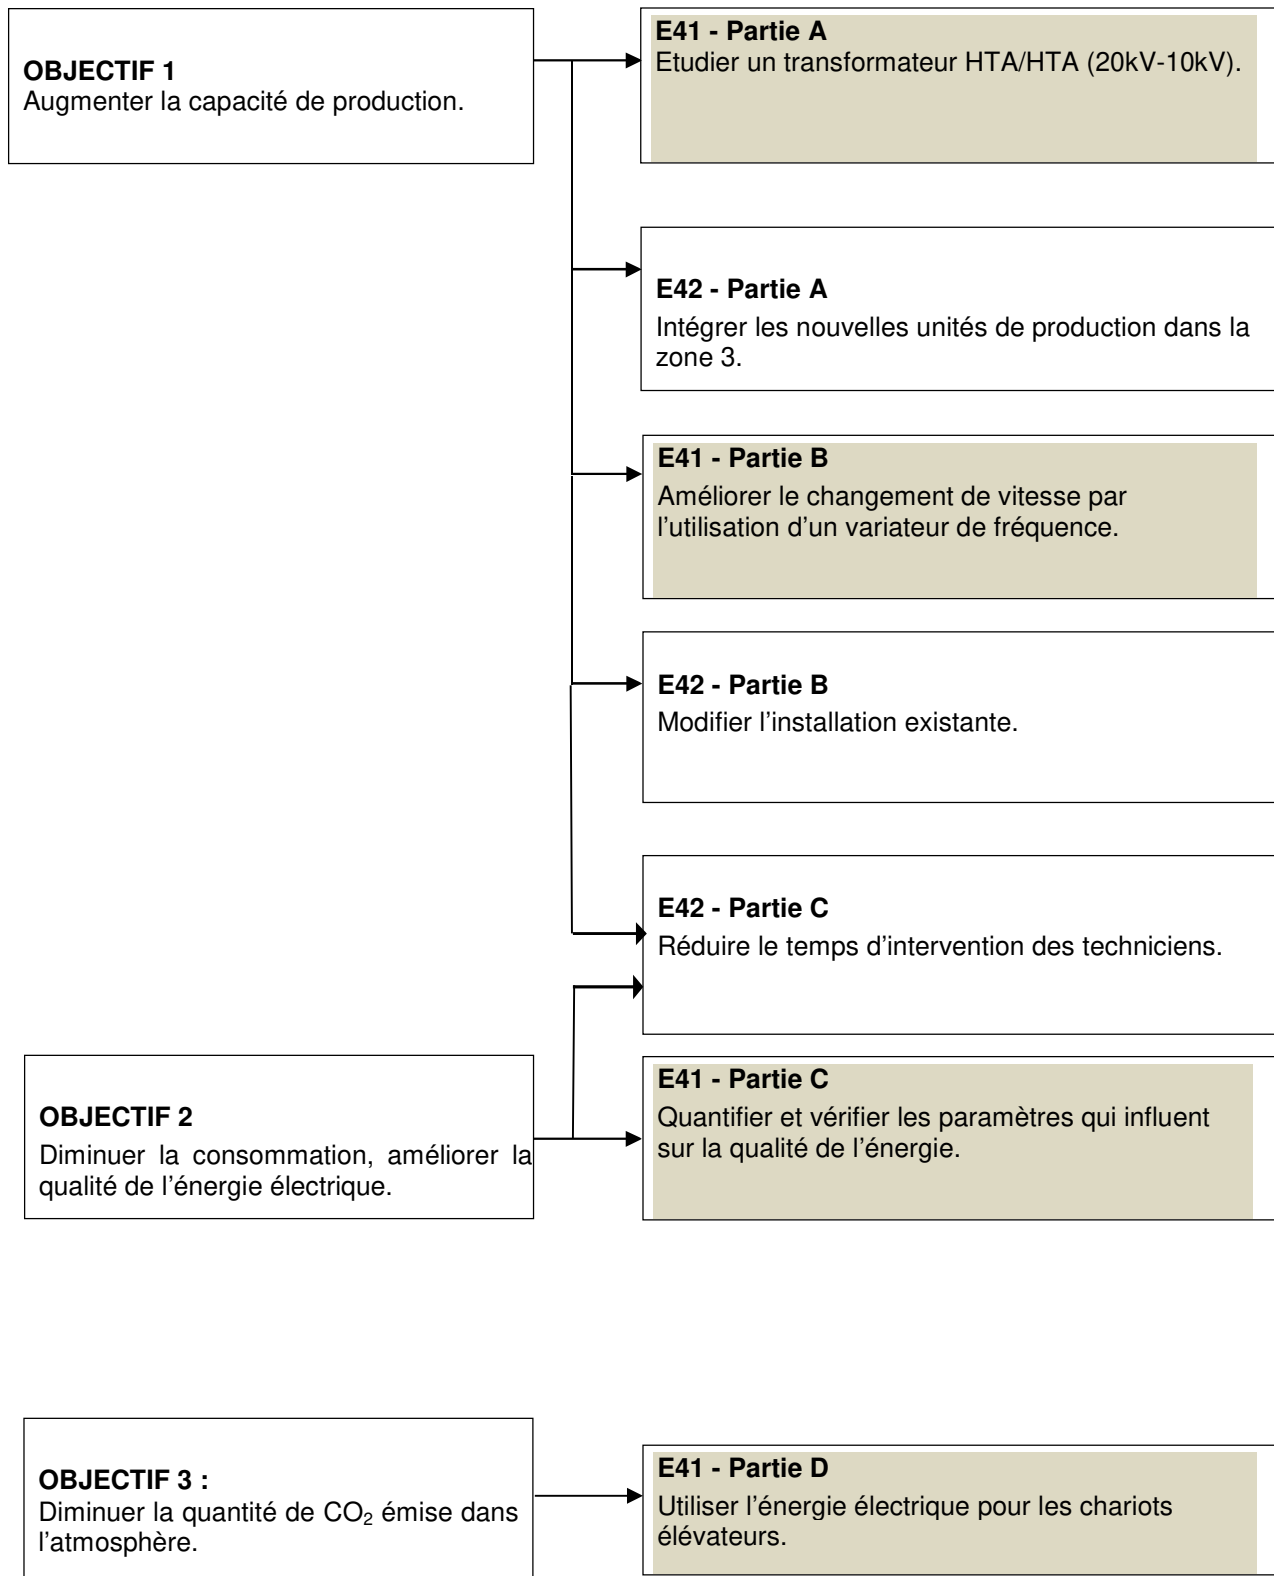 OBJECTIF 1
Augmenter la capacité de production.
E41 - Partie A
Etudier un transformateur HTA/HTA (20kV-10kV).
E42 - Partie A
Intégrer les nouvelles unités de production dans la
zone 3.
E41 - Partie B
Améliorer le changement de vitesse par
l’utilisation d’un variateur de fréquence.
E42 - Partie B
Modifier l’installation existante.
E42 - Partie C
Réduire le temps d’intervention des techniciens.
OBJECTIF 2
Diminuer la consommation, améliorer la
qualité de l’énergie électrique.
E41 - Partie C
Quantifier et vérifier les paramètres qui influent
sur la qualité de l’énergie.
OBJECTIF 3 :
Diminuer la quantité de CO₂ émise dans
l’atmosphère.
E41 - Partie D
Utiliser l’énergie électrique pour les chariots
élévateurs.